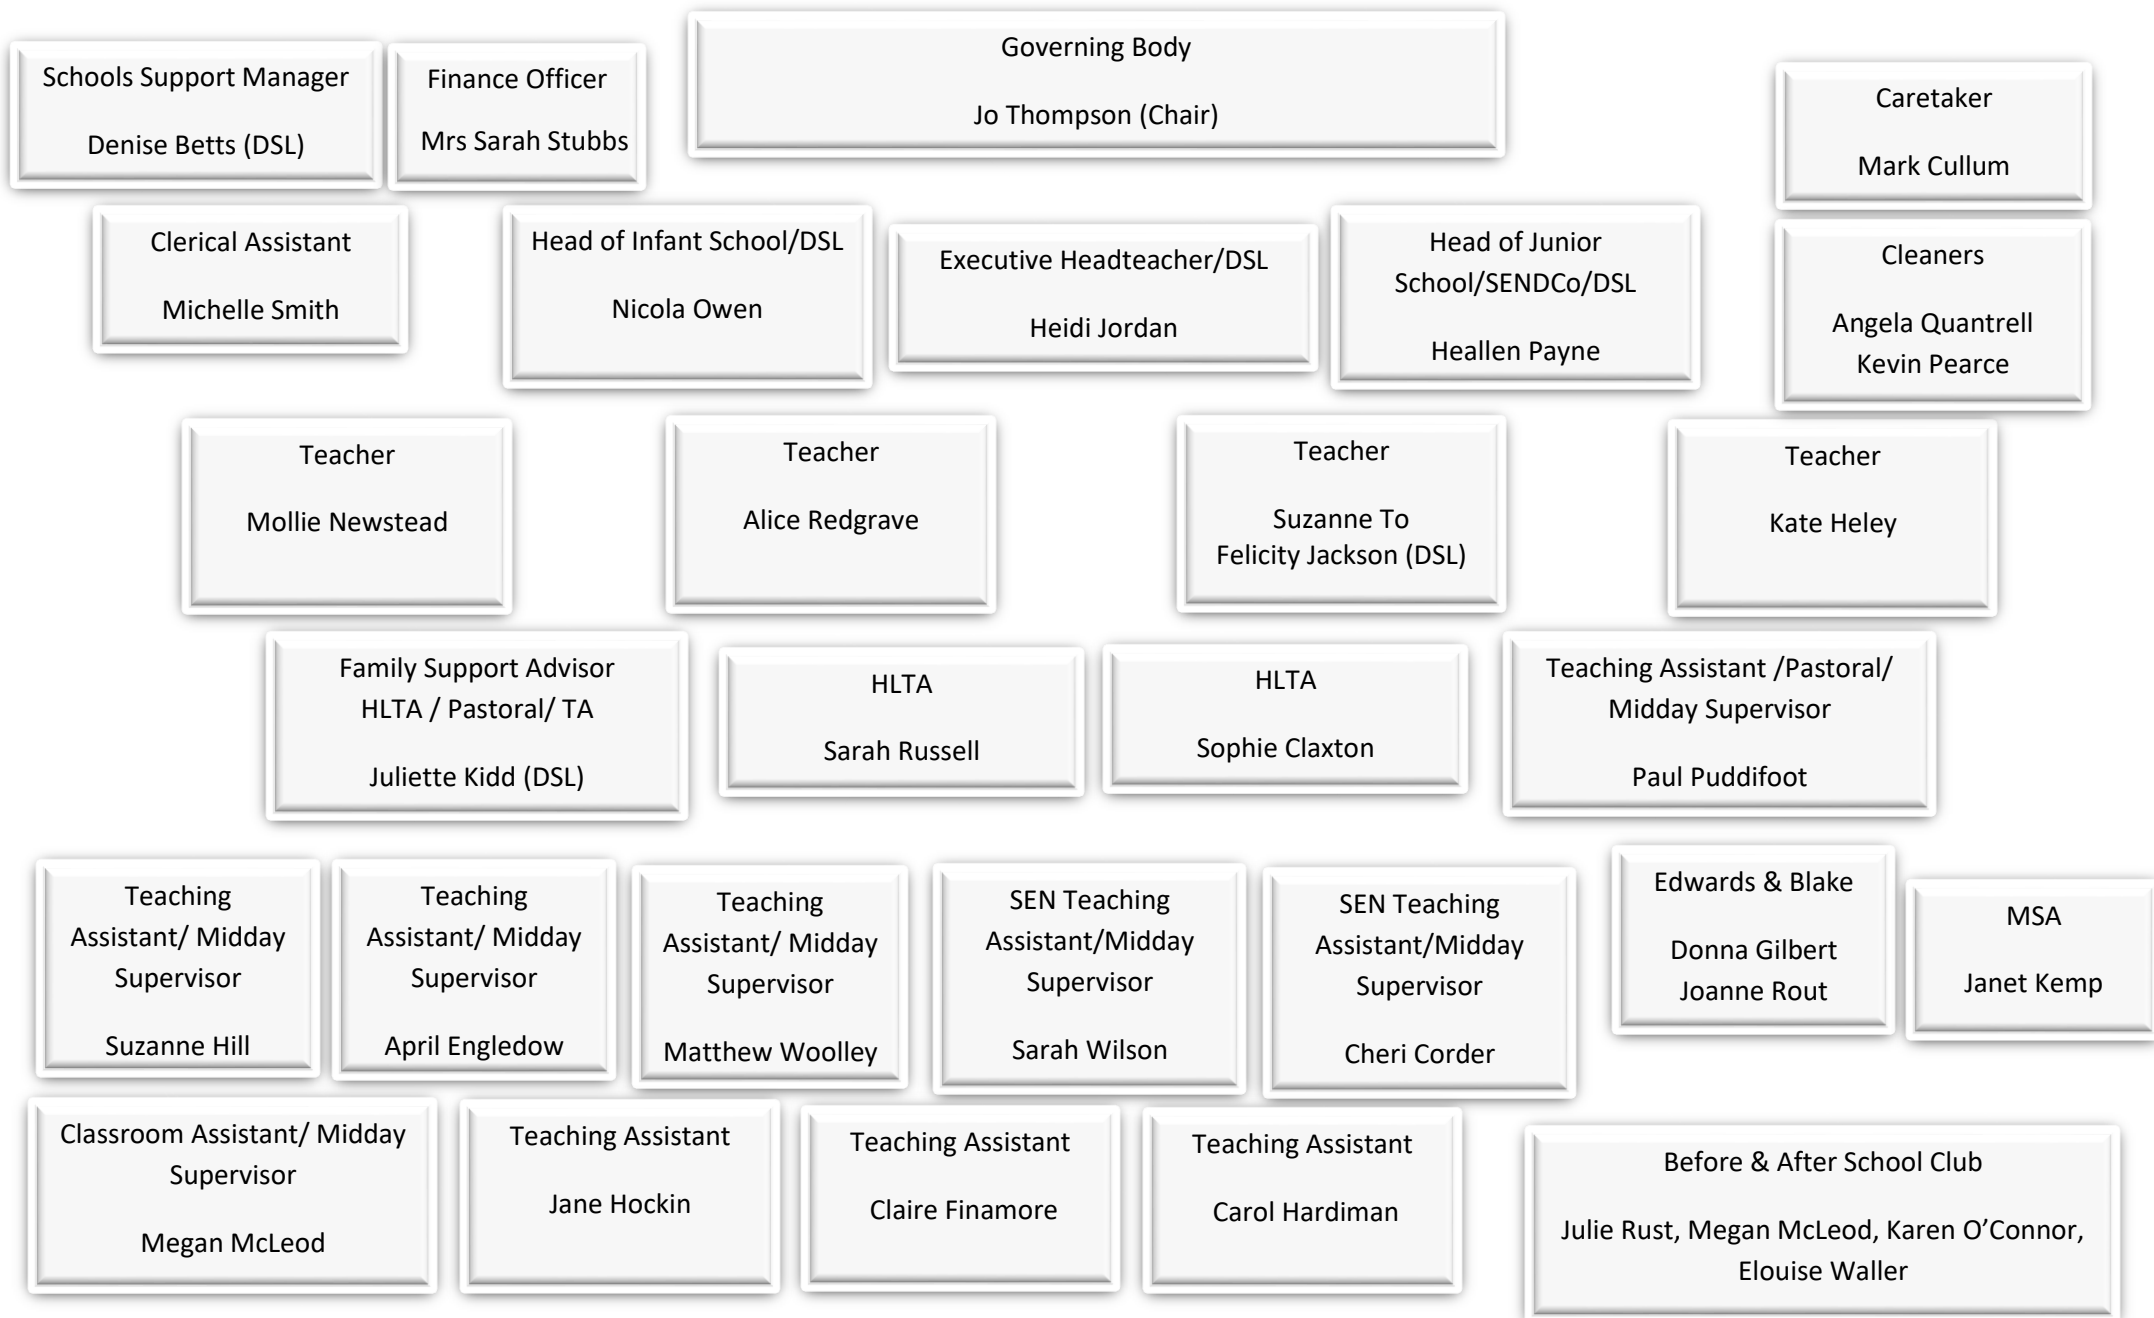 Schools Support Manager
Denise Betts (DSL)
Finance Officer
Mrs Sarah Stubbs
Governing Body
Jo Thompson (Chair)
Caretaker
Mark Cullum
Clerical Assistant
Michelle Smith
Head of Infant School/DSL
Nicola Owen
Executive Headteacher/DSL
Heidi Jordan
Head of Junior
School/SENDCo/DSL
Heallen Payne
Cleaners
Angela Quantrell
Kevin Pearce
Teacher
Mollie Newstead
Teacher
Alice Redgrave
Teacher
Suzanne To
Felicity Jackson (DSL)
Teacher
Kate Heley
Family Support Advisor
HLTA / Pastoral/ TA
Juliette Kidd (DSL)
HLTA
Sarah Russell
HLTA
Sophie Claxton
Teaching Assistant /Pastoral/
Midday Supervisor
Paul Puddifoot
Teaching
Assistant/ Midday
Supervisor
Suzanne Hill
Teaching
Assistant/ Midday
Supervisor
April Engledow
Teaching
Assistant/ Midday
Supervisor
Matthew Woolley
SEN Teaching
Assistant/Midday
Supervisor
Sarah Wilson
SEN Teaching
Assistant/Midday
Supervisor
Cheri Corder
Edwards & Blake
Donna Gilbert
Joanne Rout
MSA
Janet Kemp
Classroom Assistant/ Midday
Supervisor
Megan McLeod
Teaching Assistant
Jane Hockin
Teaching Assistant
Claire Finamore
Teaching Assistant
Carol Hardiman
Before & After School Club
Julie Rust, Megan McLeod, Karen O’Connor,
Elouise Waller